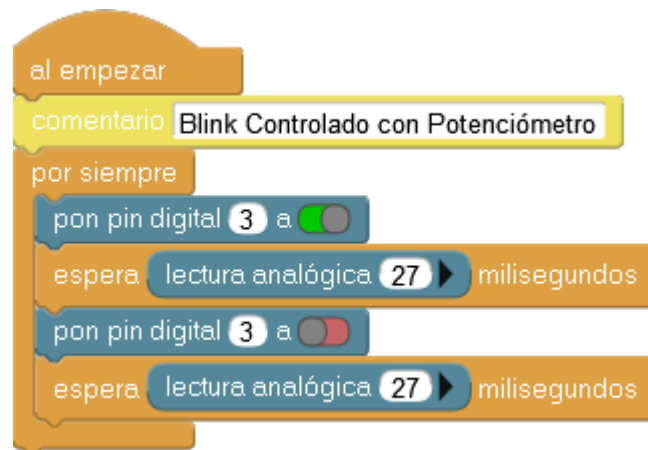 al empezar
comentario Blink Controlado con Potenciómetro
por siempre
pon pin digital 3 a
espera lectura analógica 27 milisegundos
pon pin digital 3 a
espera lectura analógica 27 milisegundos